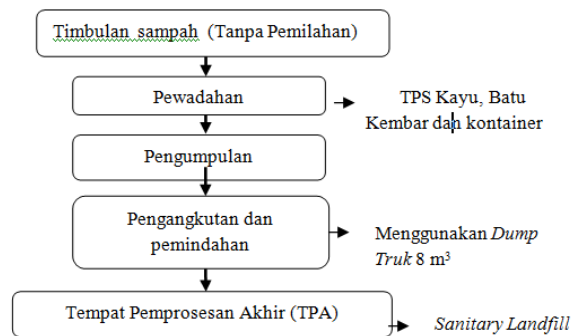 Timbulan sampah (Tanpa Pemilahan)
Pewadahan
TPS Kayu, Batu
Kembar dan kontainer
Pengumpulan
Pengangkutan dan
pemindahan
Menggunakan Dump
Truk 8 m³
Tempat Pemprosesan Akhir (TPA)
Sanitary Landfill